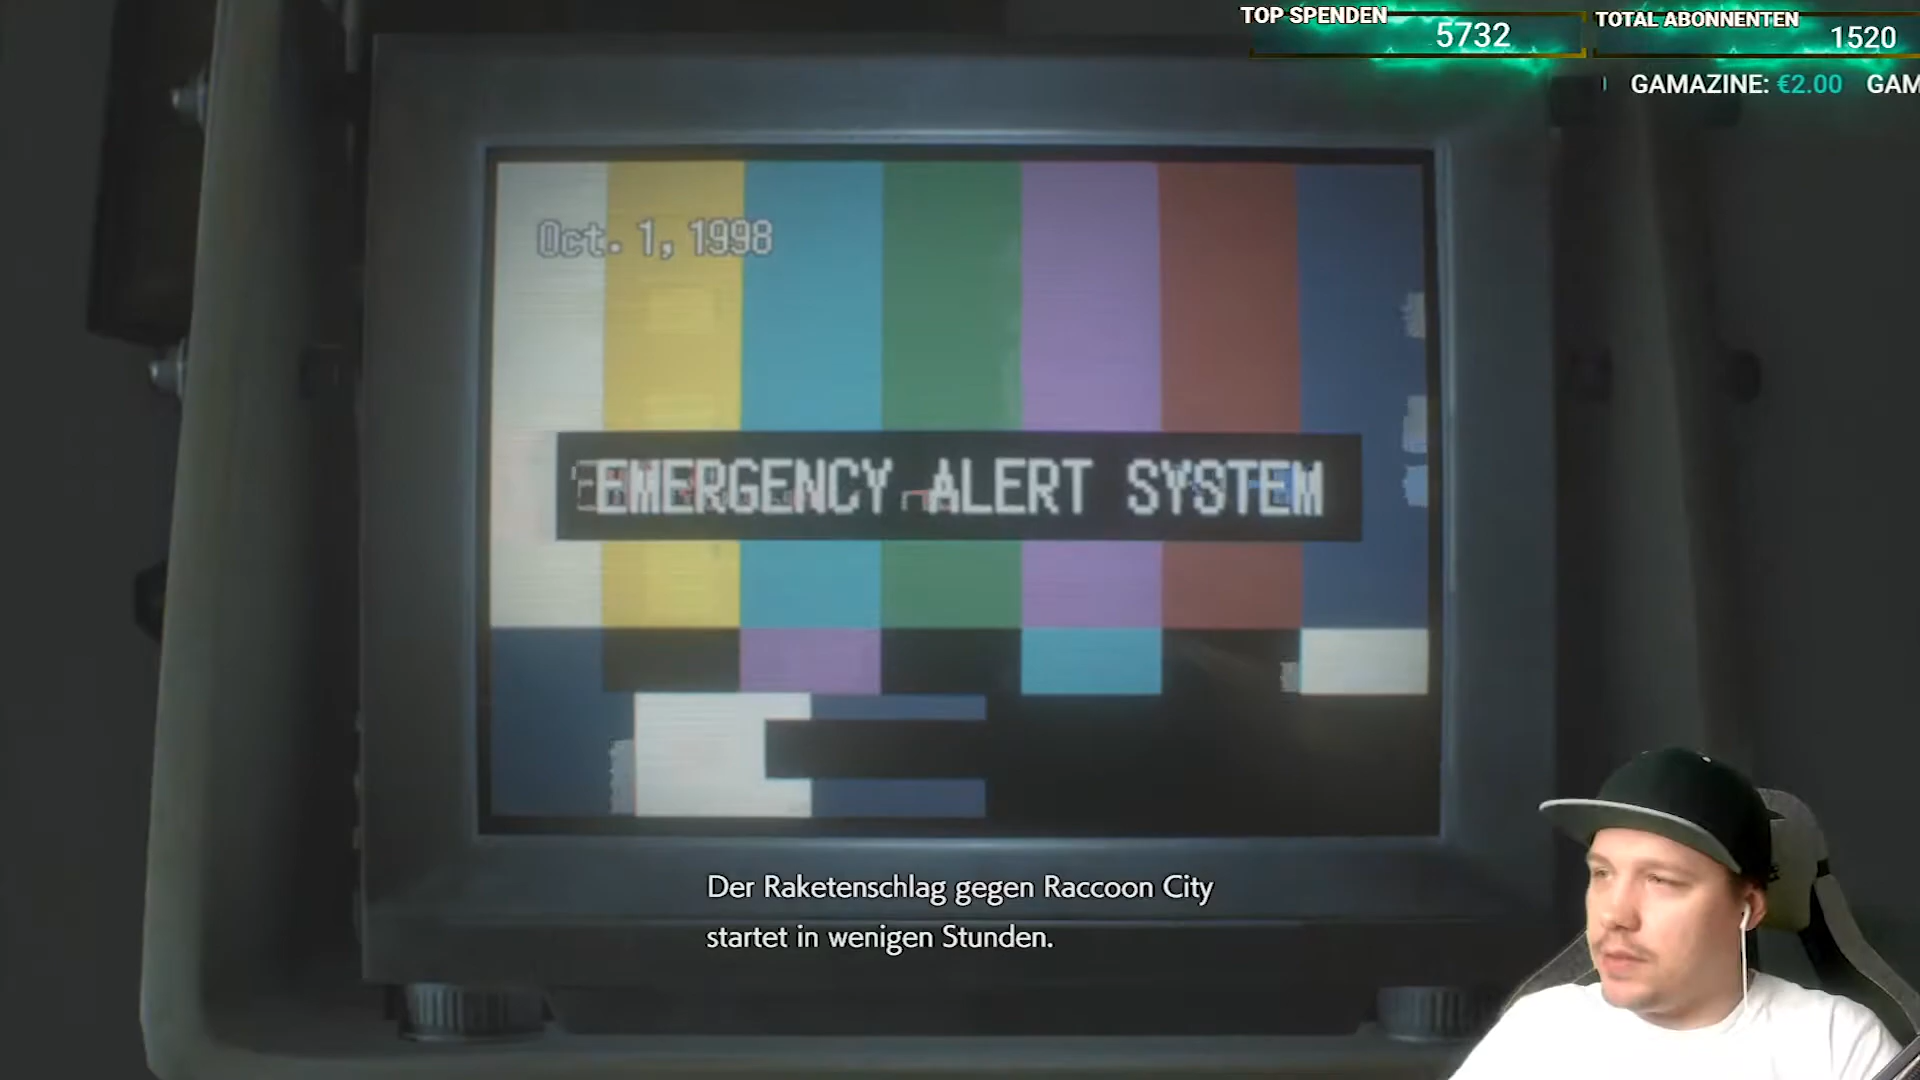 TOP SPENDEN
5732
TOTAL ABONNENTEN
1520
GAMAZINE: €2.00 GAM
Oct. 1, 1998
EMERGENCY ALERT SYSTEM
Der Raketenschlag gegen Raccoon City
startet in wenigen Stunden.